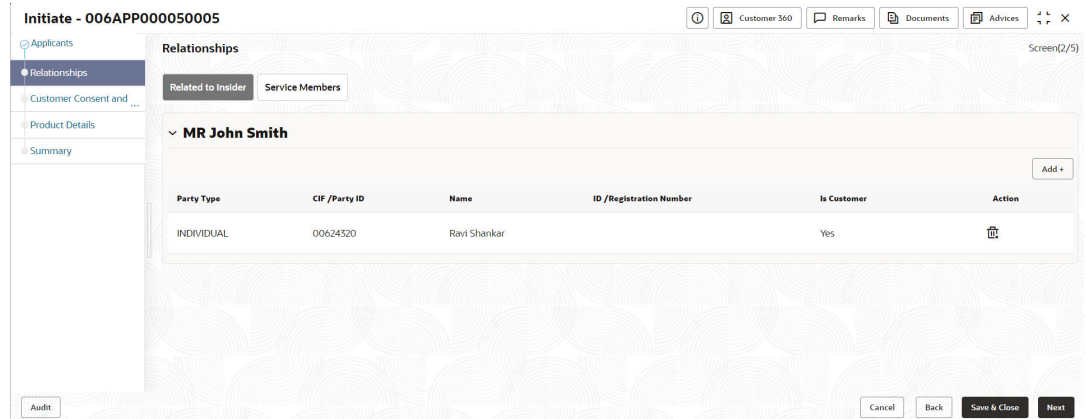 Initiate - 006APP000050005
Customer 360
Remarks
Documents
Advices
Applicants
Relationships
Customer Consent and ...
Product Details
Summary
Relationships
Screen(2/5)
Related to Insider
Service Members
MR John Smith
Add +
Party Type CIF /Party ID Name ID /Registration Number Is Customer Action
INDIVIDUAL 00624320 Ravi Shankar Yes
Audit
Cancel
Back
Save & Close
Next